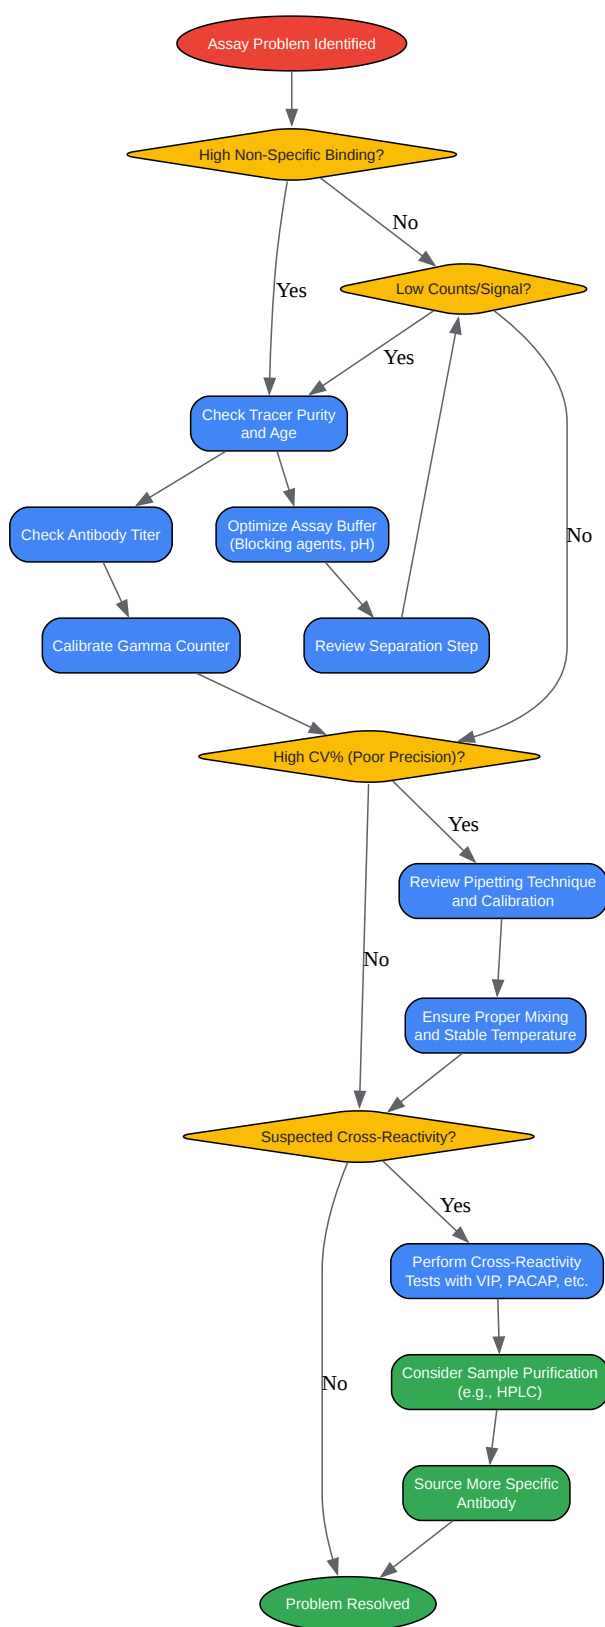 Assay Problem Identified
High Non-Specific Binding?
No
Yes
Low Counts/Signal?
Yes
Check Tracer Purity
and Age
Check Antibody Titer
Optimize Assay Buffer
(Blocking agents, pH)
No
Calibrate Gamma Counter
Review Separation Step
High CV% (Poor Precision)?
Yes
Review Pipetting Technique
and Calibration
No
Ensure Proper Mixing
and Stable Temperature
Suspected Cross-Reactivity?
Yes
Perform Cross-Reactivity
Tests with VIP, PACAP, etc.
Consider Sample Purification
(e.g., HPLC)
No
Source More Specific
Antibody
Problem Resolved